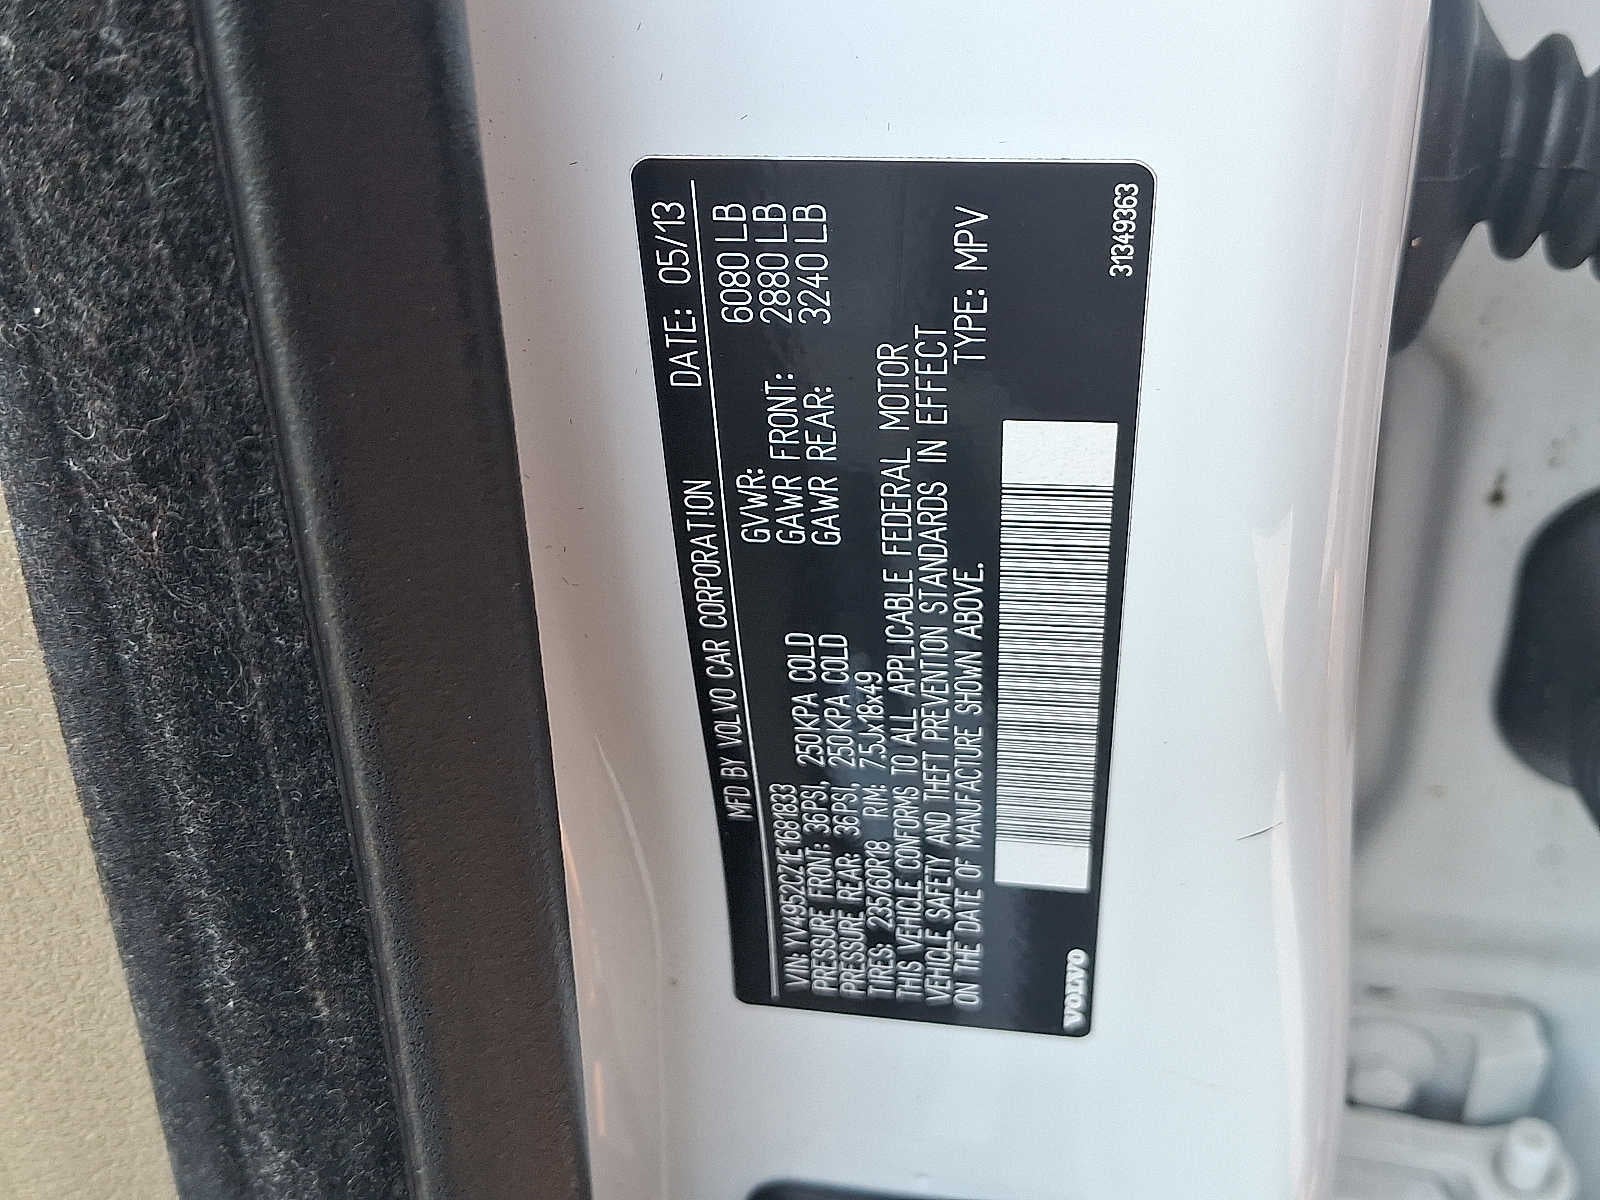 MFD BY VOLVO CAR CORPORATION DATE: 05/13
VIN: YV4952CZ1E1681833
GVWR: 6080 LB
PRESSURE FRONT: 36PSI, 250KPA COLD GAWR FRONT: 2880 LB
PRESSURE REAR: 36PSI, 250KPA COLD GAWR REAR: 3240 LB
TIRES: 235/60R18 RIM: 7.5Jx18x49
THIS VEHICLE CONFORMS TO ALL APPLICABLE FEDERAL MOTOR
VEHICLE SAFETY AND THEFT PREVENTION STANDARDS IN EFFECT
ON THE DATE OF MANUFACTURE SHOWN ABOVE. TYPE: MPV
VOLVO 31349363